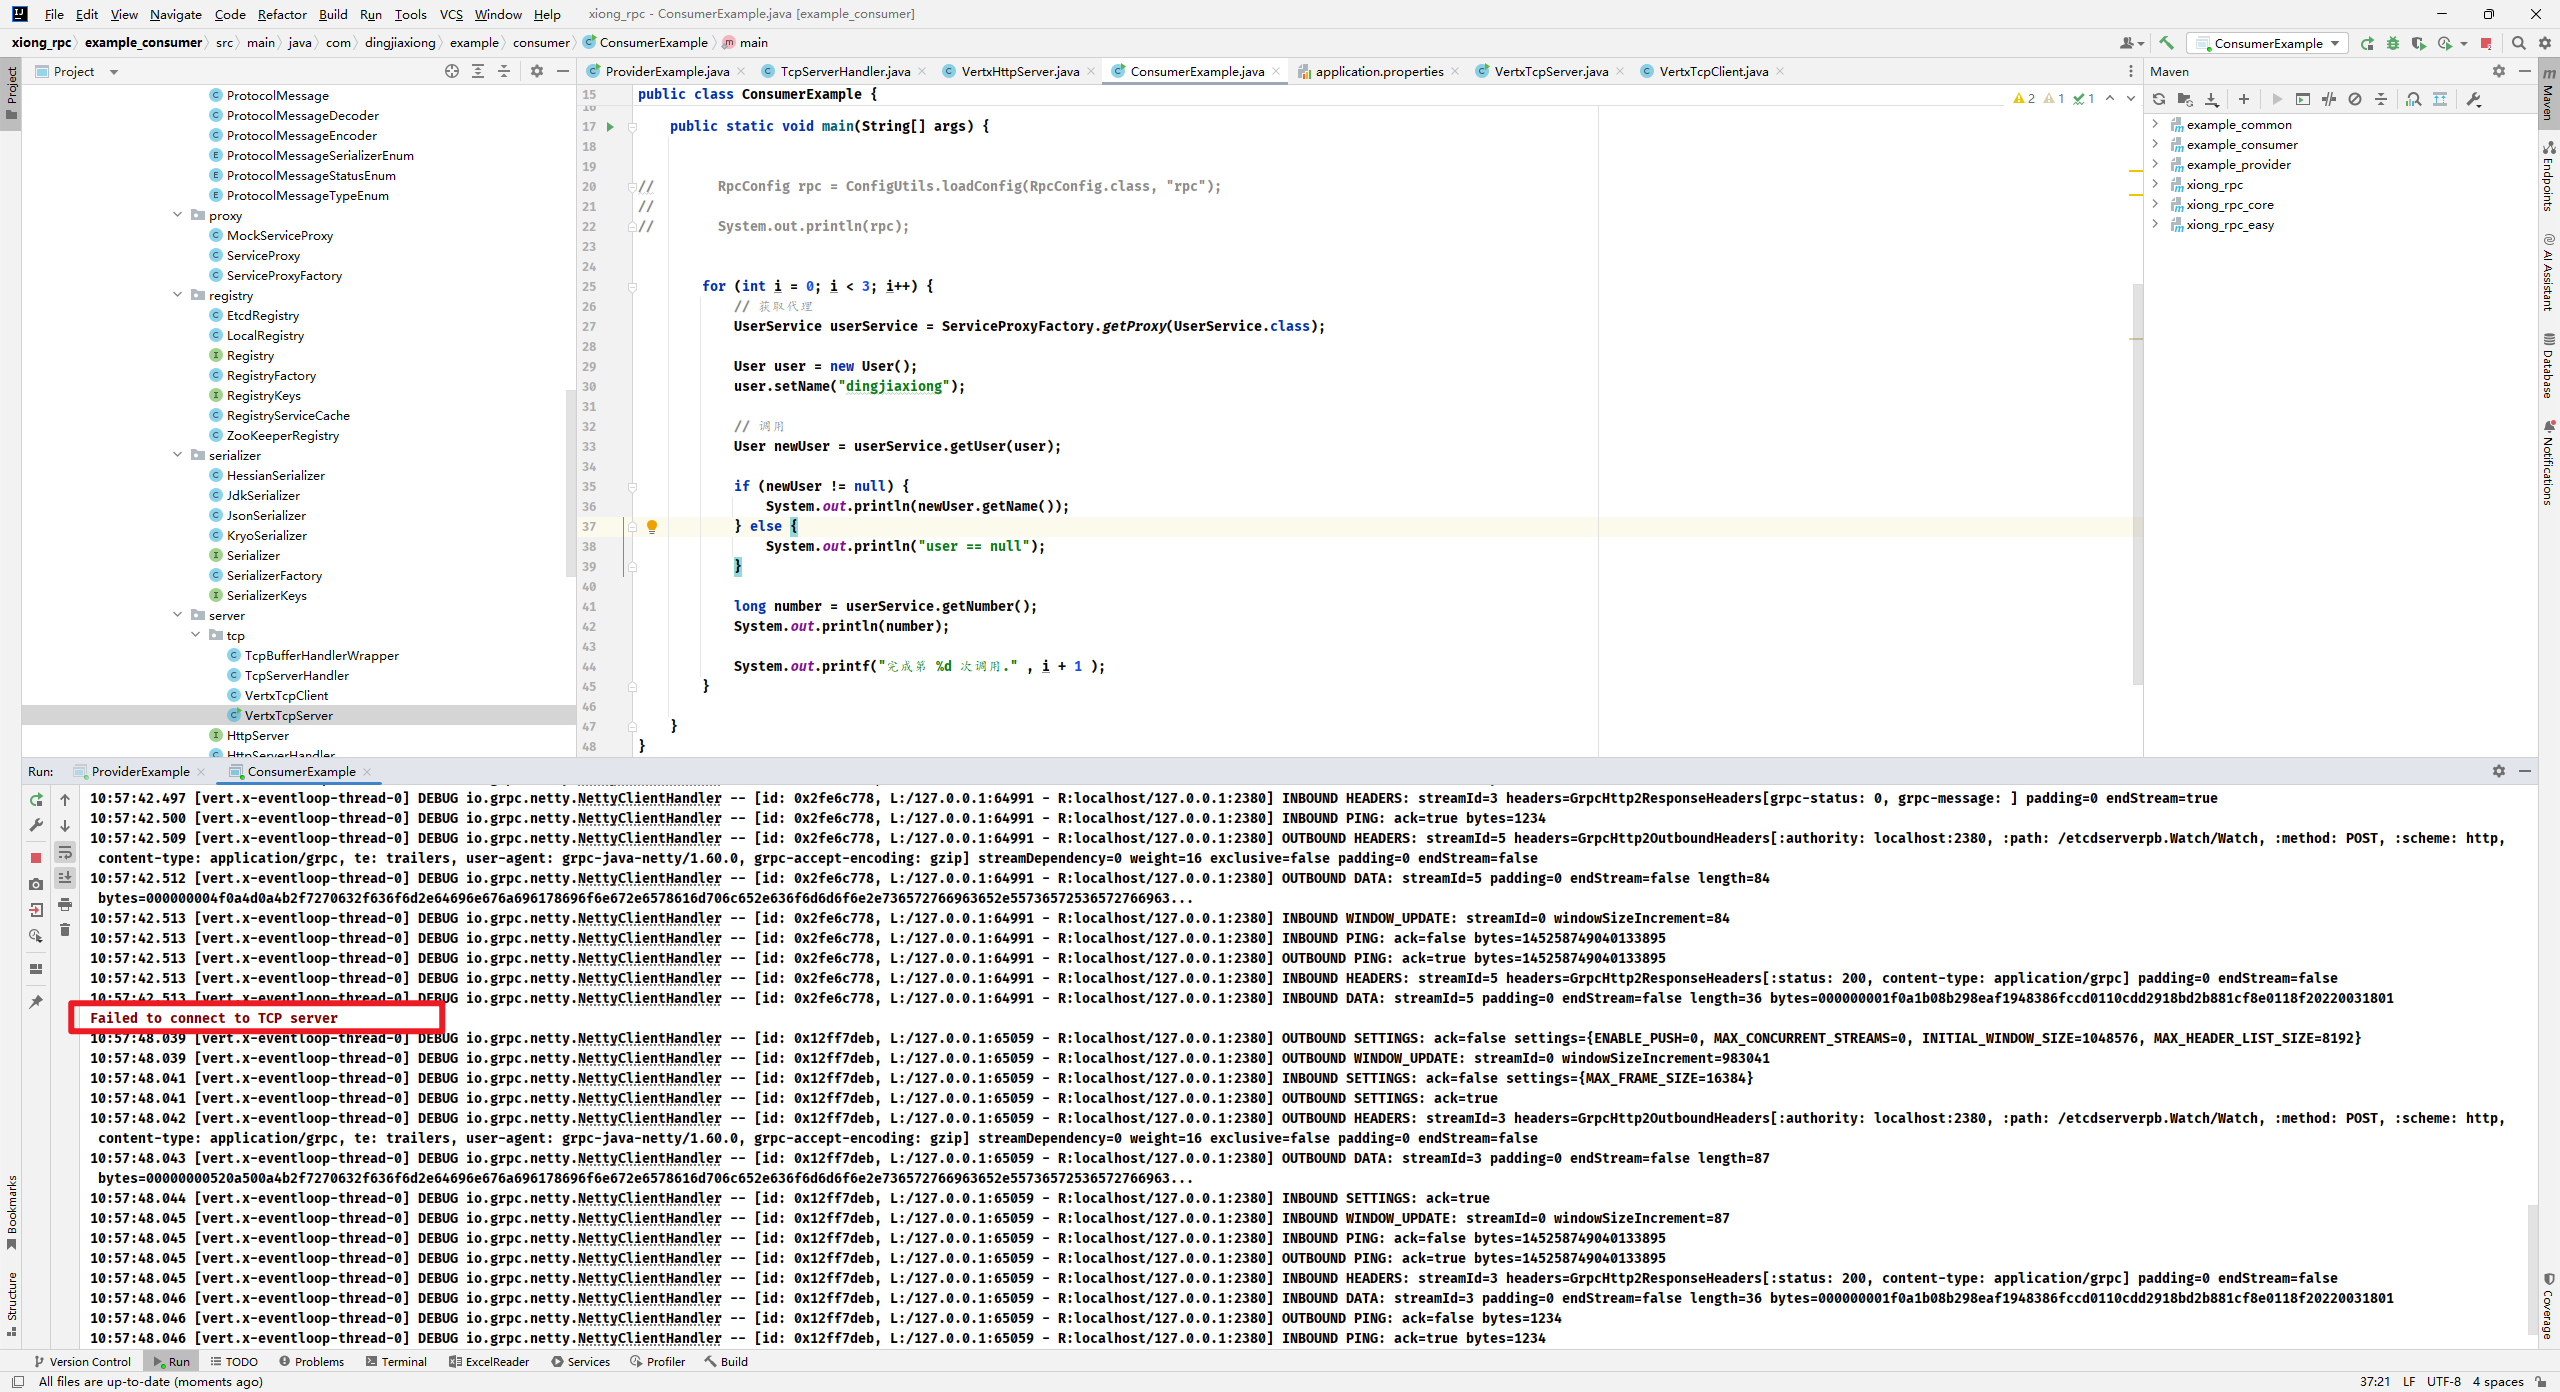 File Edit View Navigate Code Refactor Build Run Tools VCS Window Help xiong_rpc - ConsumerExample.java [example_consumer]
xiong_rpc example_consumer src main java com dingjiaxiong example consumer ConsumerExample main
ConsumerExample
Project
ProviderExample.java TcpServerHandler.java VertxHttpServer.java ConsumerExample.java application.properties VertxTcpServer.java VertxTcpClient.java
Maven
ProtocolMessage
ProtocolMessageDecoder
ProtocolMessageEncoder
ProtocolMessageSerializerEnum
ProtocolMessageStatusEnum
ProtocolMessageTypeEnum
proxy
MockServiceProxy
ServiceProxy
ServiceProxyFactory
registry
EtcdRegistry
LocalRegistry
Registry
RegistryFactory
RegistryKeys
RegistryServiceCache
ZooKeeperRegistry
serializer
HessianSerializer
JdkSerializer
JsonSerializer
KryoSerializer
Serializer
SerializerFactory
SerializerKeys
server
tcp
TcpBufferHandlerWrapper
TcpServerHandler
VertxTcpClient
VertxTcpServer
HttpServer
HttpServerHandler
15 public class ConsumerExample {
2 1 1
16
17 public static void main(String[] args) {
18
19
20 // RpcConfig rpc = ConfigUtils.loadConfig(RpcConfig.class, "rpc");
21 //
22 // System.out.println(rpc);
23
24
25 for (int i = 0; i < 3; i++) {
26 // 获取代理
27 UserService userService = ServiceProxyFactory.getProxy(UserService.class);
28
29 User user = new User();
30 user.setName("dingjiaxiong");
31
32 // 调用
33 User newUser = userService.getUser(user);
34
35 if (newUser != null) {
36 System.out.println(newUser.getName());
37 } else {
38 System.out.println("user == null");
39 }
40
41 long number = userService.getNumber();
42 System.out.println(number);
43
44 System.out.printf("完成第 %d 次调用." , i + 1 );
45 }
46
47 }
48 }
example_common
example_consumer
example_provider
xiong_rpc
xiong_rpc_core
xiong_rpc_easy
Project
Bookmarks
Structure
Maven
Endpoints
AI Assistant
Database
Notifications
Coverage
Run: ProviderExample ConsumerExample
10:57:42.497 [vert.x-eventloop-thread-0] DEBUG io.grpc.netty.NettyClientHandler -- [id: 0x2fe6c778, L:/127.0.0.1:64991 - R:localhost/127.0.0.1:2380] INBOUND HEADERS: streamId=3 headers=GrpcHttp2ResponseHeaders[grpc-status: 0, grpc-message: ] padding=0 endStream=true
10:57:42.500 [vert.x-eventloop-thread-0] DEBUG io.grpc.netty.NettyClientHandler -- [id: 0x2fe6c778, L:/127.0.0.1:64991 - R:localhost/127.0.0.1:2380] INBOUND PING: ack=true bytes=1234
10:57:42.509 [vert.x-eventloop-thread-0] DEBUG io.grpc.netty.NettyClientHandler -- [id: 0x2fe6c778, L:/127.0.0.1:64991 - R:localhost/127.0.0.1:2380] OUTBOUND HEADERS: streamId=5 headers=GrpcHttp2OutboundHeaders[:authority: localhost:2380, :path: /etcdserverpb.Watch/Watch, :method: POST, :scheme: http,
content-type: application/grpc, te: trailers, user-agent: grpc-java-netty/1.60.0, grpc-accept-encoding: gzip] streamDependency=0 weight=16 exclusive=false padding=0 endStream=false
10:57:42.512 [vert.x-eventloop-thread-0] DEBUG io.grpc.netty.NettyClientHandler -- [id: 0x2fe6c778, L:/127.0.0.1:64991 - R:localhost/127.0.0.1:2380] OUTBOUND DATA: streamId=5 padding=0 endStream=false length=84
bytes=000000004f0a4d0a4b2f7270632f636f6d2e64696e676a696178696f6e672e6578616d706c652e636f6d6d6f6e2e736572766963652e55736572536572766963...
10:57:42.513 [vert.x-eventloop-thread-0] DEBUG io.grpc.netty.NettyClientHandler -- [id: 0x2fe6c778, L:/127.0.0.1:64991 - R:localhost/127.0.0.1:2380] INBOUND WINDOW_UPDATE: streamId=0 windowSizeIncrement=84
10:57:42.513 [vert.x-eventloop-thread-0] DEBUG io.grpc.netty.NettyClientHandler -- [id: 0x2fe6c778, L:/127.0.0.1:64991 - R:localhost/127.0.0.1:2380] INBOUND PING: ack=false bytes=145258749040133895
10:57:42.513 [vert.x-eventloop-thread-0] DEBUG io.grpc.netty.NettyClientHandler -- [id: 0x2fe6c778, L:/127.0.0.1:64991 - R:localhost/127.0.0.1:2380] OUTBOUND PING: ack=true bytes=145258749040133895
10:57:42.513 [vert.x-eventloop-thread-0] DEBUG io.grpc.netty.NettyClientHandler -- [id: 0x2fe6c778, L:/127.0.0.1:64991 - R:localhost/127.0.0.1:2380] INBOUND HEADERS: streamId=5 headers=GrpcHttp2ResponseHeaders[:status: 200, content-type: application/grpc] padding=0 endStream=false
10:57:42.513 [vert.x-eventloop-thread-0] DEBUG io.grpc.netty.NettyClientHandler -- [id: 0x2fe6c778, L:/127.0.0.1:64991 - R:localhost/127.0.0.1:2380] INBOUND DATA: streamId=5 padding=0 endStream=false length=36 bytes=000000001f0a1b08b298eaf1948386fccd0110cdd2918bd2b881cf8e0118f20220031801
Failed to connect to TCP server
10:57:48.039 [vert.x-eventloop-thread-0] DEBUG io.grpc.netty.NettyClientHandler -- [id: 0x12ff7deb, L:/127.0.0.1:65059 - R:localhost/127.0.0.1:2380] OUTBOUND SETTINGS: ack=false settings={ENABLE_PUSH=0, MAX_CONCURRENT_STREAMS=0, INITIAL_WINDOW_SIZE=1048576, MAX_HEADER_LIST_SIZE=8192}
10:57:48.039 [vert.x-eventloop-thread-0] DEBUG io.grpc.netty.NettyClientHandler -- [id: 0x12ff7deb, L:/127.0.0.1:65059 - R:localhost/127.0.0.1:2380] OUTBOUND WINDOW_UPDATE: streamId=0 windowSizeIncrement=983041
10:57:48.041 [vert.x-eventloop-thread-0] DEBUG io.grpc.netty.NettyClientHandler -- [id: 0x12ff7deb, L:/127.0.0.1:65059 - R:localhost/127.0.0.1:2380] INBOUND SETTINGS: ack=false settings={MAX_FRAME_SIZE=16384}
10:57:48.041 [vert.x-eventloop-thread-0] DEBUG io.grpc.netty.NettyClientHandler -- [id: 0x12ff7deb, L:/127.0.0.1:65059 - R:localhost/127.0.0.1:2380] OUTBOUND SETTINGS: ack=true
10:57:48.042 [vert.x-eventloop-thread-0] DEBUG io.grpc.netty.NettyClientHandler -- [id: 0x12ff7deb, L:/127.0.0.1:65059 - R:localhost/127.0.0.1:2380] OUTBOUND HEADERS: streamId=3 headers=GrpcHttp2OutboundHeaders[:authority: localhost:2380, :path: /etcdserverpb.Watch/Watch, :method: POST, :scheme: http,
content-type: application/grpc, te: trailers, user-agent: grpc-java-netty/1.60.0, grpc-accept-encoding: gzip] streamDependency=0 weight=16 exclusive=false padding=0 endStream=false
10:57:48.043 [vert.x-eventloop-thread-0] DEBUG io.grpc.netty.NettyClientHandler -- [id: 0x12ff7deb, L:/127.0.0.1:65059 - R:localhost/127.0.0.1:2380] OUTBOUND DATA: streamId=3 padding=0 endStream=false length=87
bytes=00000000520a500a4b2f7270632f636f6d2e64696e676a696178696f6e672e6578616d706c652e636f6d6d6f6e2e736572766963652e55736572536572766963...
10:57:48.044 [vert.x-eventloop-thread-0] DEBUG io.grpc.netty.NettyClientHandler -- [id: 0x12ff7deb, L:/127.0.0.1:65059 - R:localhost/127.0.0.1:2380] INBOUND SETTINGS: ack=true
10:57:48.045 [vert.x-eventloop-thread-0] DEBUG io.grpc.netty.NettyClientHandler -- [id: 0x12ff7deb, L:/127.0.0.1:65059 - R:localhost/127.0.0.1:2380] INBOUND WINDOW_UPDATE: streamId=0 windowSizeIncrement=87
10:57:48.045 [vert.x-eventloop-thread-0] DEBUG io.grpc.netty.NettyClientHandler -- [id: 0x12ff7deb, L:/127.0.0.1:65059 - R:localhost/127.0.0.1:2380] INBOUND PING: ack=false bytes=145258749040133895
10:57:48.045 [vert.x-eventloop-thread-0] DEBUG io.grpc.netty.NettyClientHandler -- [id: 0x12ff7deb, L:/127.0.0.1:65059 - R:localhost/127.0.0.1:2380] OUTBOUND PING: ack=true bytes=145258749040133895
10:57:48.045 [vert.x-eventloop-thread-0] DEBUG io.grpc.netty.NettyClientHandler -- [id: 0x12ff7deb, L:/127.0.0.1:65059 - R:localhost/127.0.0.1:2380] INBOUND HEADERS: streamId=3 headers=GrpcHttp2ResponseHeaders[:status: 200, content-type: application/grpc] padding=0 endStream=false
10:57:48.046 [vert.x-eventloop-thread-0] DEBUG io.grpc.netty.NettyClientHandler -- [id: 0x12ff7deb, L:/127.0.0.1:65059 - R:localhost/127.0.0.1:2380] INBOUND DATA: streamId=3 padding=0 endStream=false length=36 bytes=000000001f0a1b08b298eaf1948386fccd0110cdd2918bd2b881cf8e0118f20220031801
10:57:48.046 [vert.x-eventloop-thread-0] DEBUG io.grpc.netty.NettyClientHandler -- [id: 0x12ff7deb, L:/127.0.0.1:65059 - R:localhost/127.0.0.1:2380] OUTBOUND PING: ack=false bytes=1234
10:57:48.046 [vert.x-eventloop-thread-0] DEBUG io.grpc.netty.NettyClientHandler -- [id: 0x12ff7deb, L:/127.0.0.1:65059 - R:localhost/127.0.0.1:2380] INBOUND PING: ack=true bytes=1234
Version Control Run TODO Problems Terminal ExcelReader Services Profiler Build
All files are up-to-date (moments ago) 37:21 LF UTF-8 4 spaces